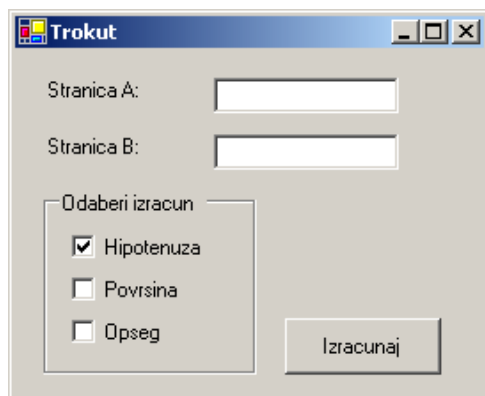 Trokut
Stranica A:
Stranica B:
Odaberi izracun
Hipotenuza
Povrsina
Opseg
Izracunaj